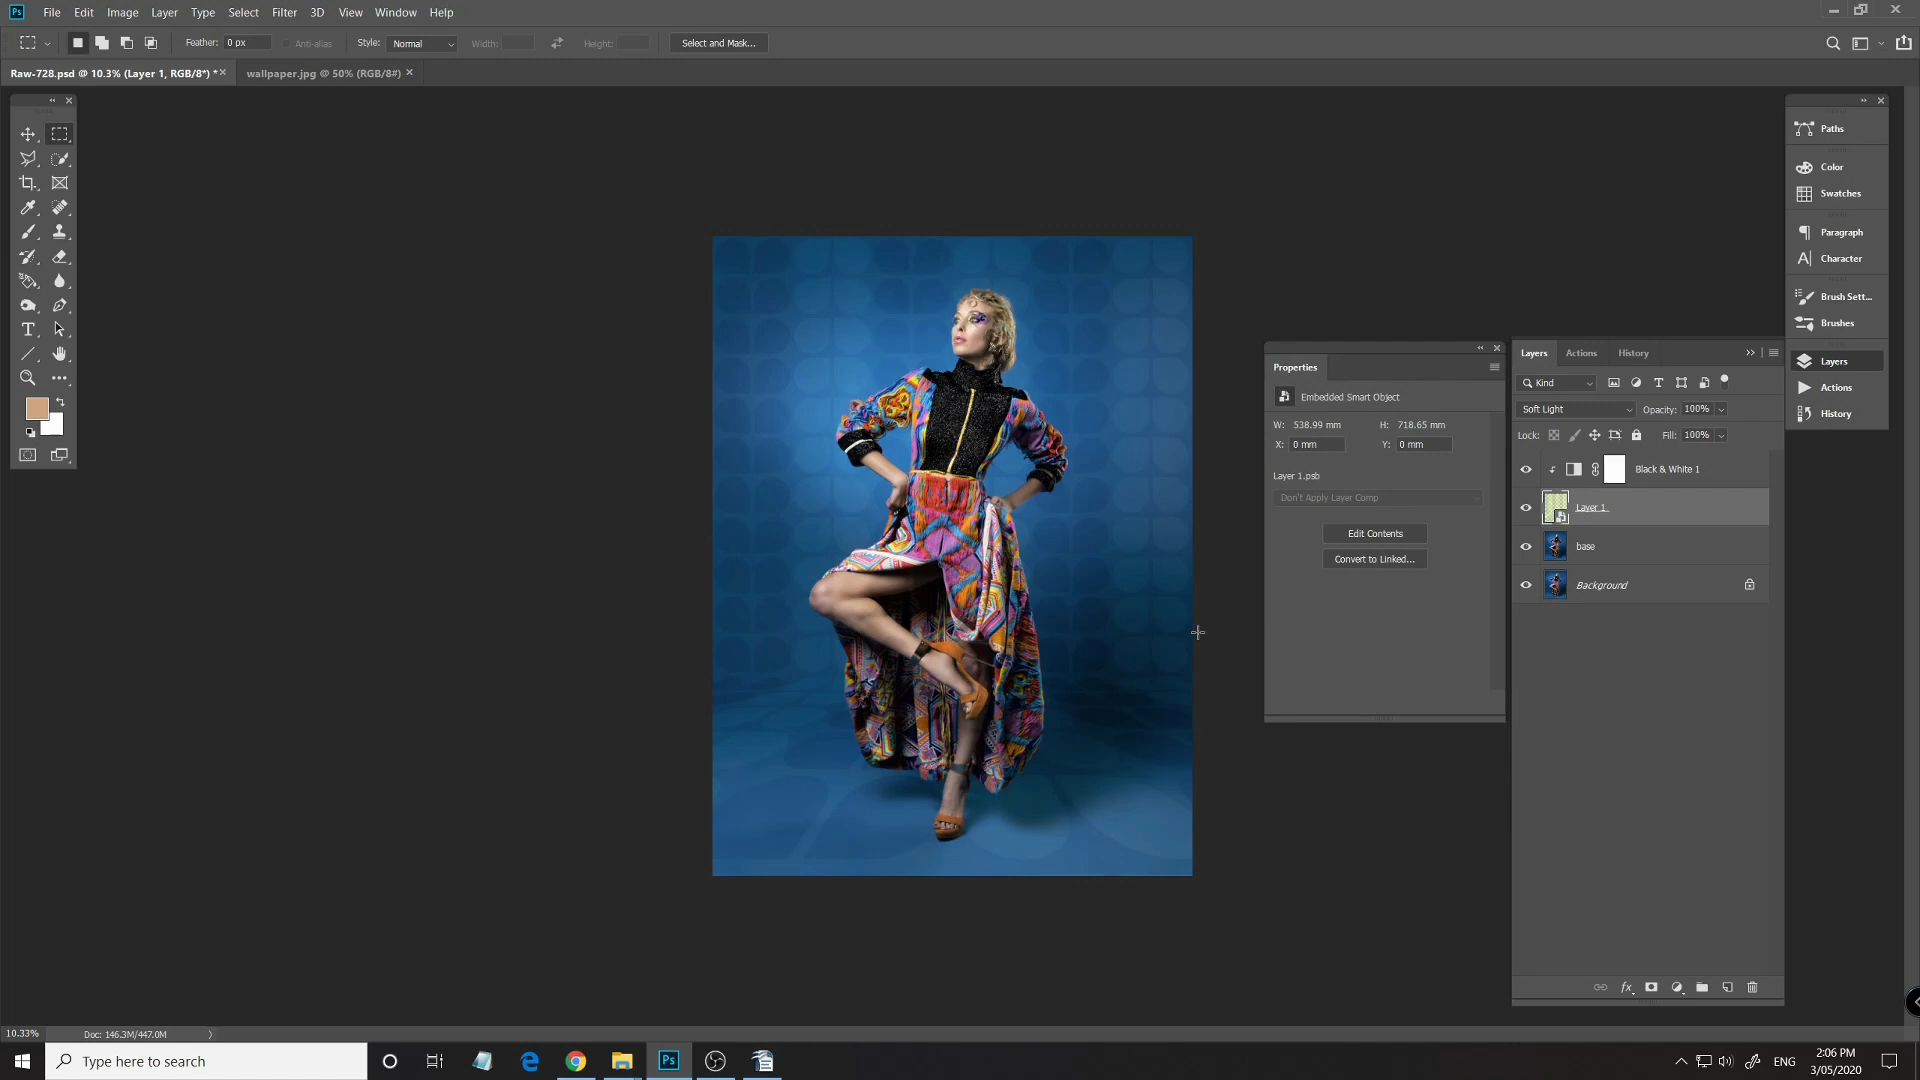 Ps File Edit Image Layer Type Select Filter 3D View Window Help
Feather: 0 px Anti-alias Style: Normal Width: Height: Select and Mask...
Raw-728.psd @ 10.3% (Layer 1, RGB/8*) * wallpaper.jpg @ 50% (RGB/8#)
Paths
Color
Swatches
Paragraph
Character
Brush Sett...
Brushes
Layers
Actions
History
Properties
Embedded Smart Object
W: 538.99 mm H: 718.65 mm
X: 0 mm Y: 0 mm
Layer 1.psb
Don't Apply Layer Comp
Edit Contents
Convert to Linked...
Layers Actions History
Kind
Soft Light Opacity: 100%
Lock: Fill: 100%
Black & White 1
Layer 1
base
Background
10.33% Doc: 146.3M/447.0M
Type here to search
Ps
ENG
2:06 PM
3/05/2020